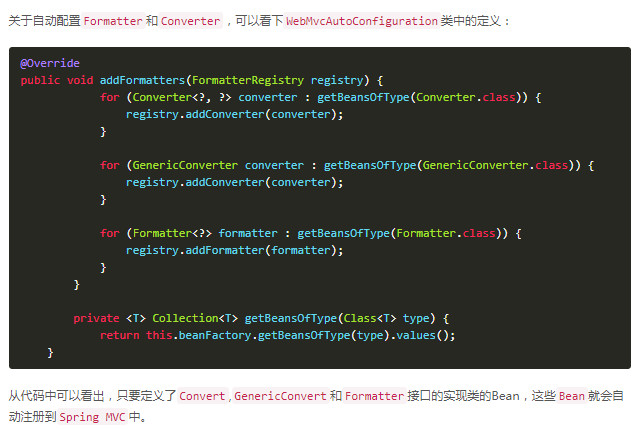 关于自动配置 Formatter 和 Converter ，可以看下 WebMvcAutoConfiguration 类中的定义：
@Override
public void addFormatters(FormatterRegistry registry) {
            for (Converter<?, ?> converter : getBeansOfType(Converter.class)) {
                registry.addConverter(converter);
            }

            for (GenericConverter converter : getBeansOfType(GenericConverter.class)) {
                registry.addConverter(converter);
            }

            for (Formatter<?> formatter : getBeansOfType(Formatter.class)) {
                registry.addFormatter(formatter);
            }
        }

        private <T> Collection<T> getBeansOfType(Class<T> type) {
            return this.beanFactory.getBeansOfType(type).values();
    }
从代码中可以看出，只要定义了 Convert , GenericConvert 和 Formatter 接口的实现类的Bean，这些 Bean 就会自
动注册到 Spring MVC 中。